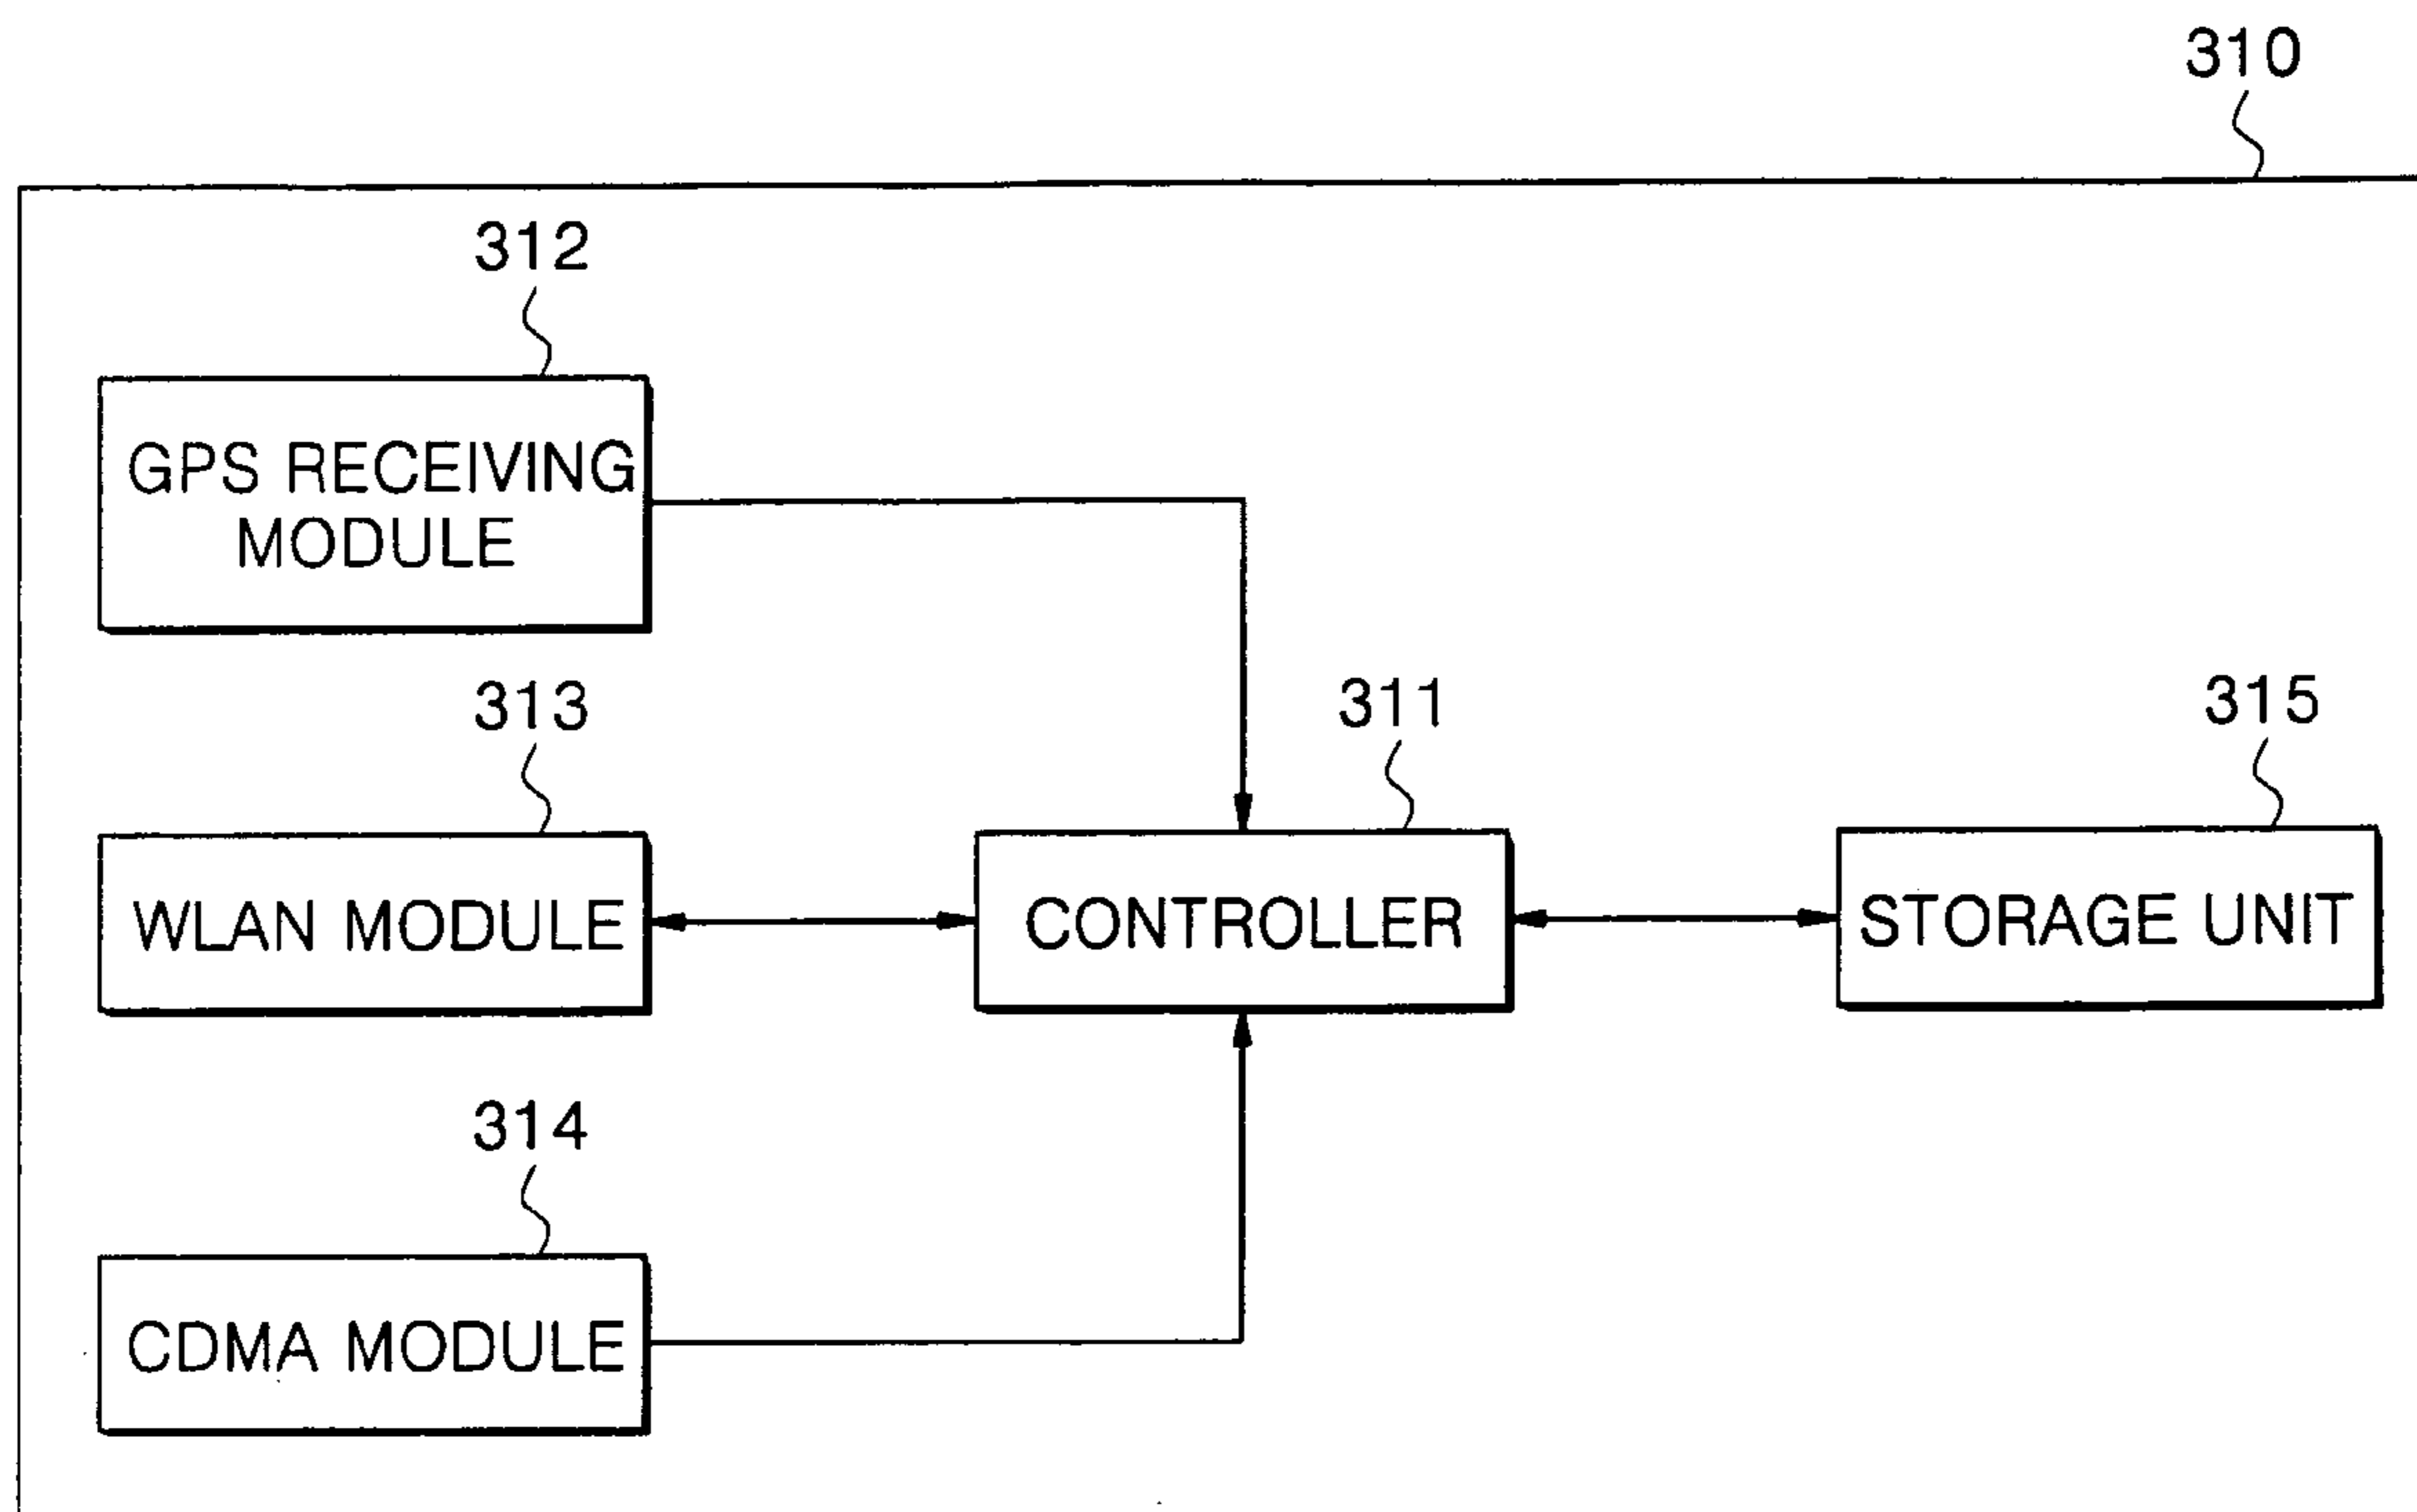 310
312
GPS RECEIVING
MODULE
313
311
315
WLAN MODULE
CONTROLLER
STORAGE UNIT
314
CDMA MODULE